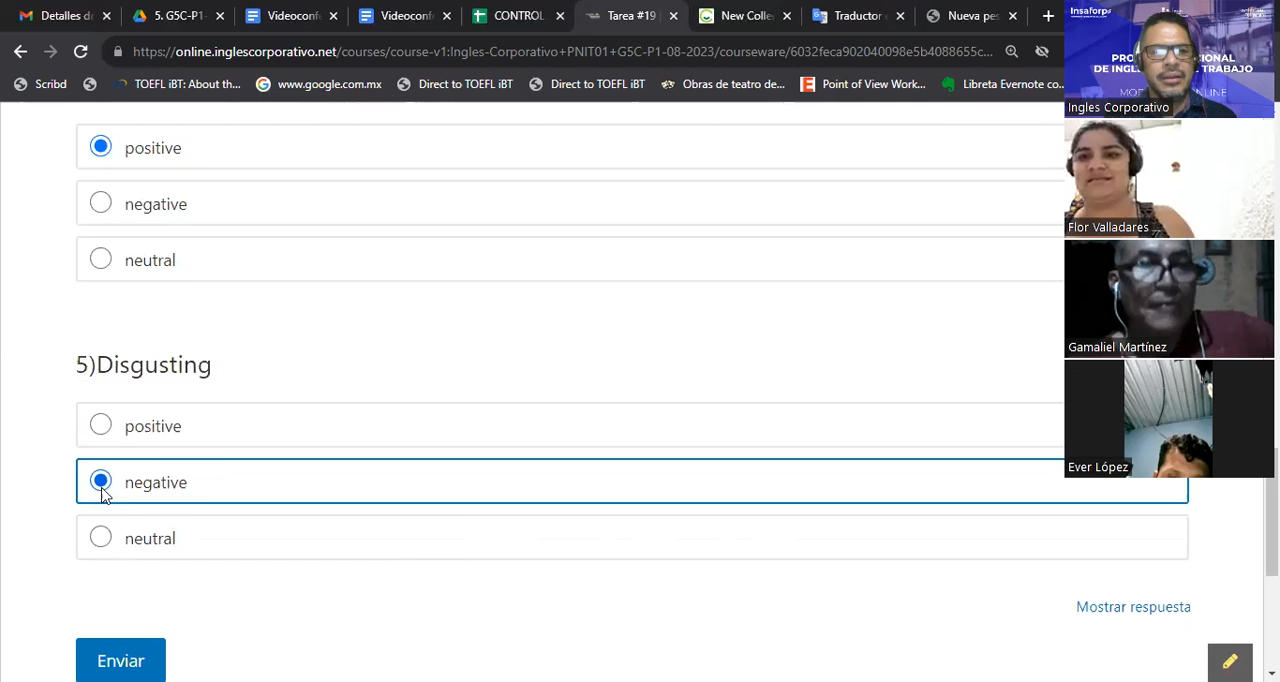 Detalles d
5. G5C-P1-
Videoconf
Videoconf
CONTROL
Tarea #19
New Colle
Traductor
Nueva pes
https://online.inglescorporativo.net/courses/course-v1:Ingles-Corporativo+PNIT01+G5C-P1-08-2023/courseware/6032feca902040098e5b4088655c...
Scribd
TOEFL iBT: About th...
www.google.com.mx
Direct to TOEFL iBT
Direct to TOEFL iBT
Obras de teatro de...
Point of View Work...
Libreta Evernote co...
positive
negative
neutral
5)Disgusting
positive
negative
neutral
Mostrar respuesta
Enviar
Insaforp
Ingles Corporativo
Flor Valladares
Gamaliel Martínez
Ever López